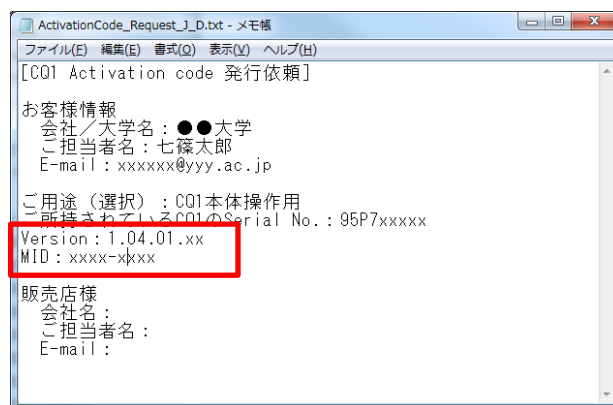 ActivationCode_Request_J_D.txt - メモ帳
ファイル(F) 編集(E) 書式(O) 表示(V) ヘルプ(H)
[CQ1 Activation code 発行依頼]
お客様情報
会社／大学名：●●大学
ご担当者名：七篠太郎
E-mail：xxxxxx@yyy.ac.jp
ご用途（選択）：CQ1本体操作用
ご所持されているCQ1のSerial No.：95P7xxxxx
Version：1.04.01.xx
MID：xxxx-xxxx
販売店様
会社名：
ご担当者名：
E-mail：